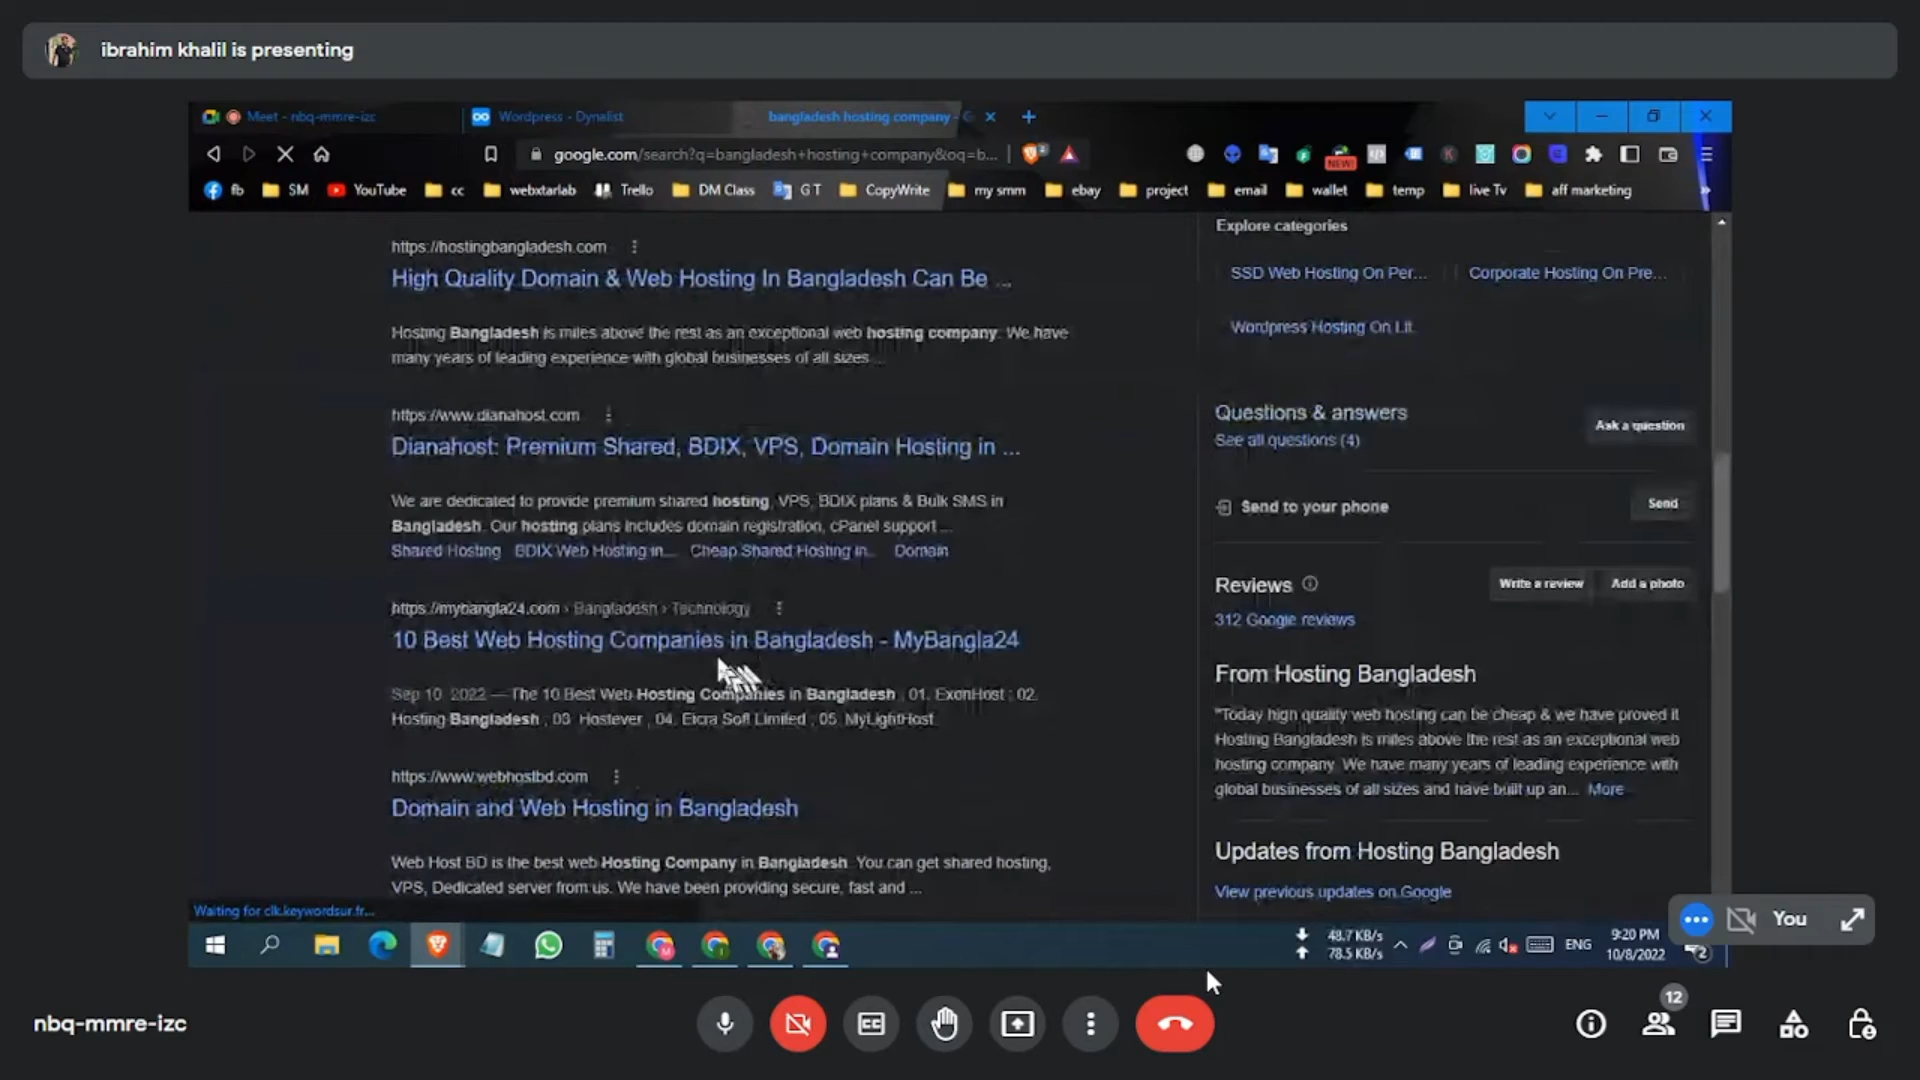 ibrahim khalil is presenting
Meet - nbq-mmre-izc
Wordpress - Dynalist
bangladesh hosting company -
google.com/search?q=bangladesh+hosting+company&oq=b...
NEW!
fb SM YouTube cc webxtarlab Trello DM Class G T CopyWrite my smm ebay project email wallet temp live Tv aff marketing
https://hostingbangladesh.com
High Quality Domain & Web Hosting In Bangladesh Can Be ...
Hosting Bangladesh is miles above the rest as an exceptional web hosting company. We have
many years of leading experience with global businesses of all sizes ...
https://www.dianahost.com
Dianahost: Premium Shared, BDIX, VPS, Domain Hosting in ...
We are dedicated to provide premium shared hosting, VPS, BDIX plans & Bulk SMS in
Bangladesh. Our hosting plans includes domain registration, cPanel support ...
Shared Hosting BDIX Web Hosting in... Cheap Shared Hosting in... Domain
https://mybangla24.com › Bangladesh › Technology
10 Best Web Hosting Companies in Bangladesh - MyBangla24
Sep 10, 2022 — The 10 Best Web Hosting Companies in Bangladesh , 01. ExonHost ; 02.
Hosting Bangladesh , 03. Hostever , 04. Eicra Soft Limited , 05. MyLightHost.
https://www.webhostbd.com
Domain and Web Hosting in Bangladesh
Web Host BD is the best web Hosting Company in Bangladesh. You can get shared hosting,
VPS, Dedicated server from us. We have been providing secure, fast and ...
Explore categories
SSD Web Hosting On Per... Corporate Hosting On Pre...
Wordpress Hosting On Lit.
Questions & answers
See all questions (4)
Ask a question
Send to your phone
Send
Reviews
Write a review
Add a photo
312 Google reviews
From Hosting Bangladesh
"Today high quality web hosting can be cheap & we have proved it
Hosting Bangladesh is miles above the rest as an exceptional web
hosting company. We have many years of leading experience with
global businesses of all sizes and have built up an... More
Updates from Hosting Bangladesh
View previous updates on Google
Waiting for clk.keywordsur.fr...
You
48.7 KB/s
78.5 KB/s
ENG
9:20 PM
10/8/2022
2
nbq-mmre-izc
12